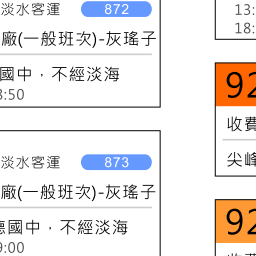 淡水客運 872
廠(一般班次)-灰瑤子
國中，不經淡海
:50
淡水客運 873
廠(一般班次)-灰瑤子
德國中．不經淡海
9:00
13:
18:
92
收費
尖峰
92